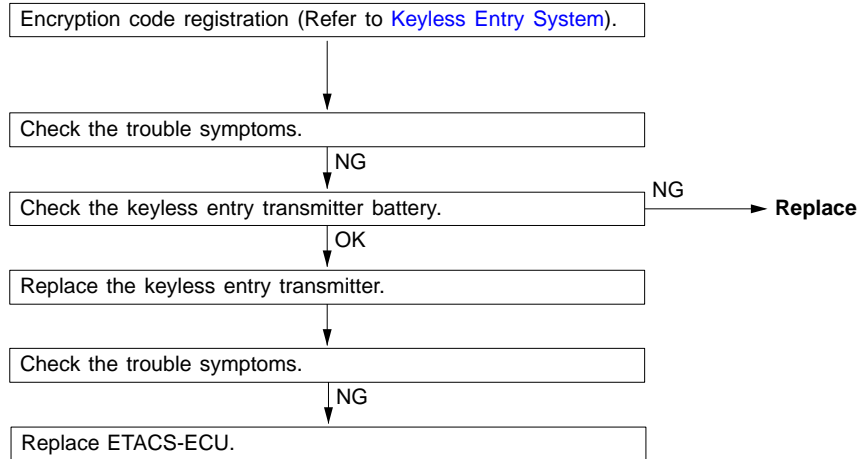 Encryption code registration (Refer to Keyless Entry System).
Check the trouble symptoms.
NG
Check the keyless entry transmitter battery.
NG
Replace
OK
Replace the keyless entry transmitter.
Check the trouble symptoms.
NG
Replace ETACS-ECU.